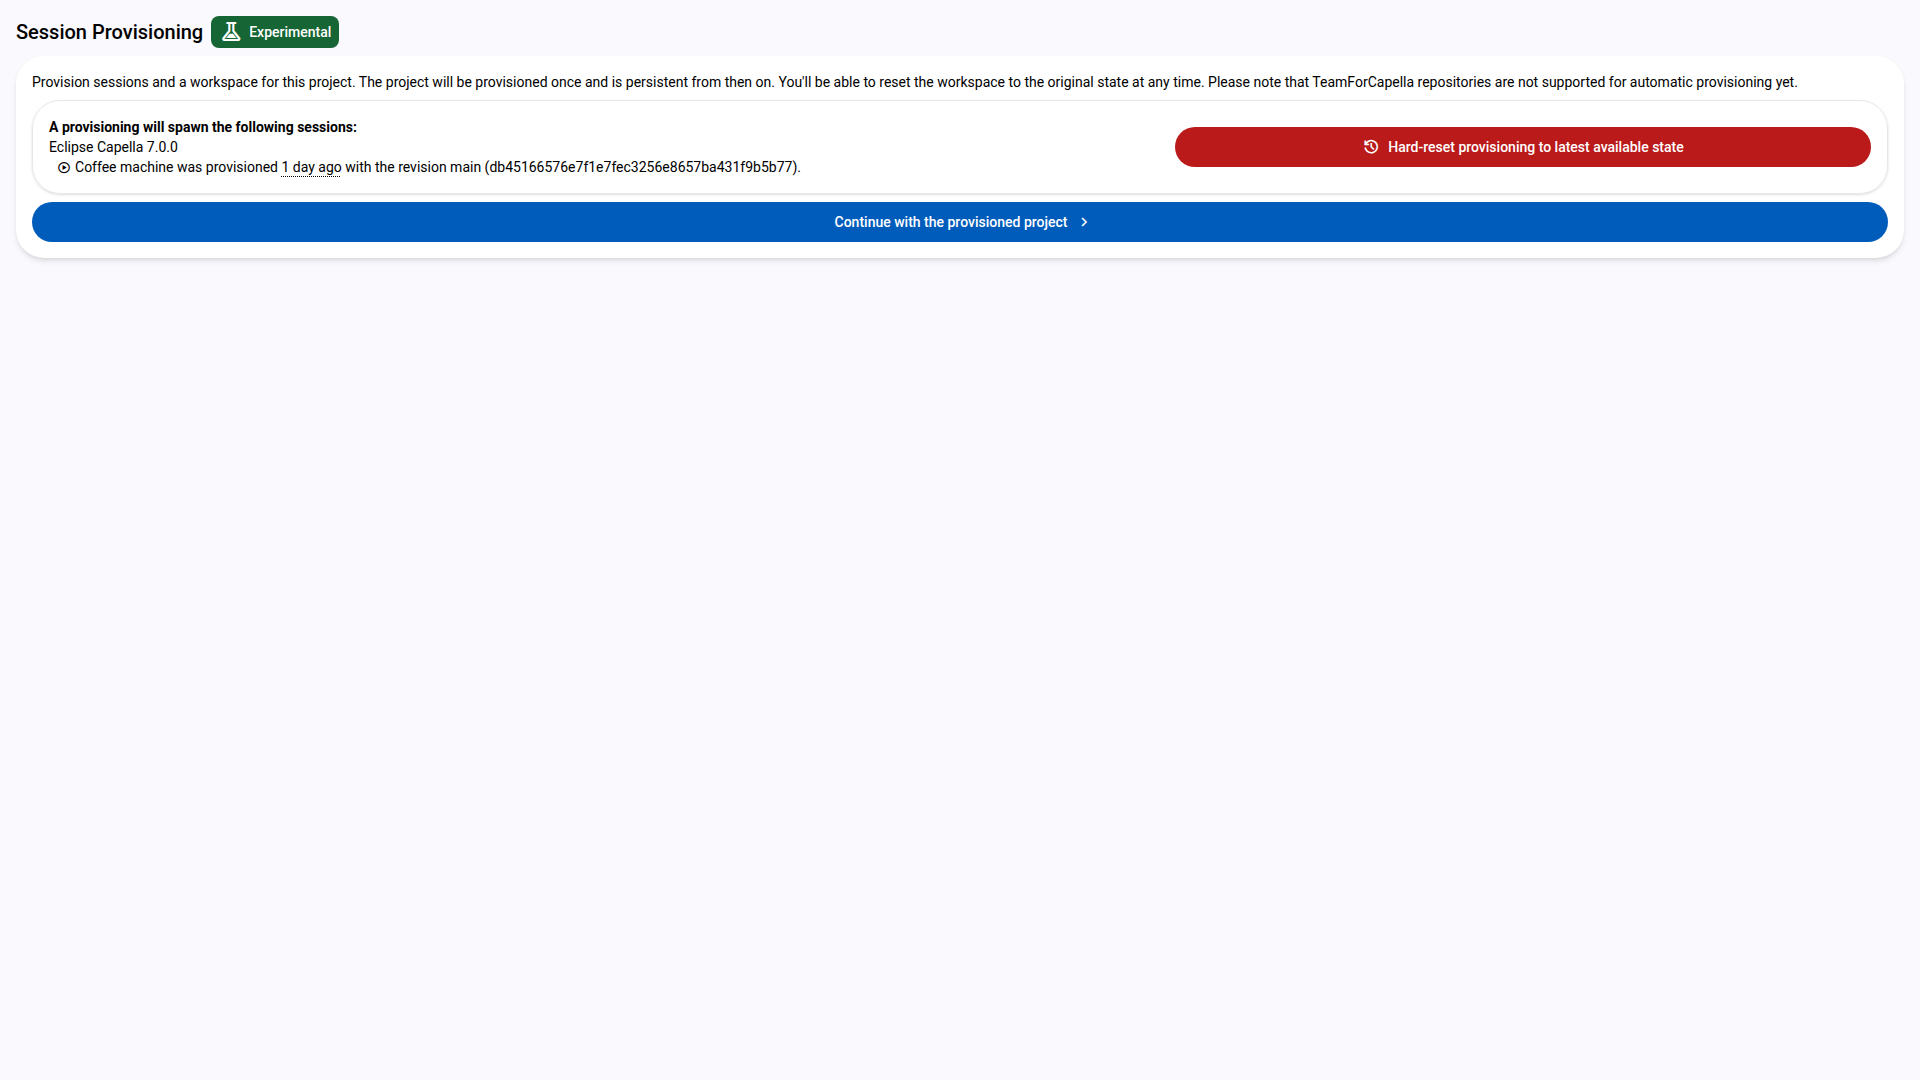 Session Provisioning
Experimental
Provision sessions and a workspace for this project. The project will be provisioned once and is persistent from then on. You'll be able to reset the workspace to the original state at any time. Please note that TeamForCapella repositories are not supported for automatic provisioning yet.
A provisioning will spawn the following sessions:
Eclipse Capella 7.0.0
Coffee machine was provisioned 1 day ago with the revision main (db45166576e7f1e7fec3256e8657ba431f9b5b77).
Hard-reset provisioning to latest available state
Continue with the provisioned project